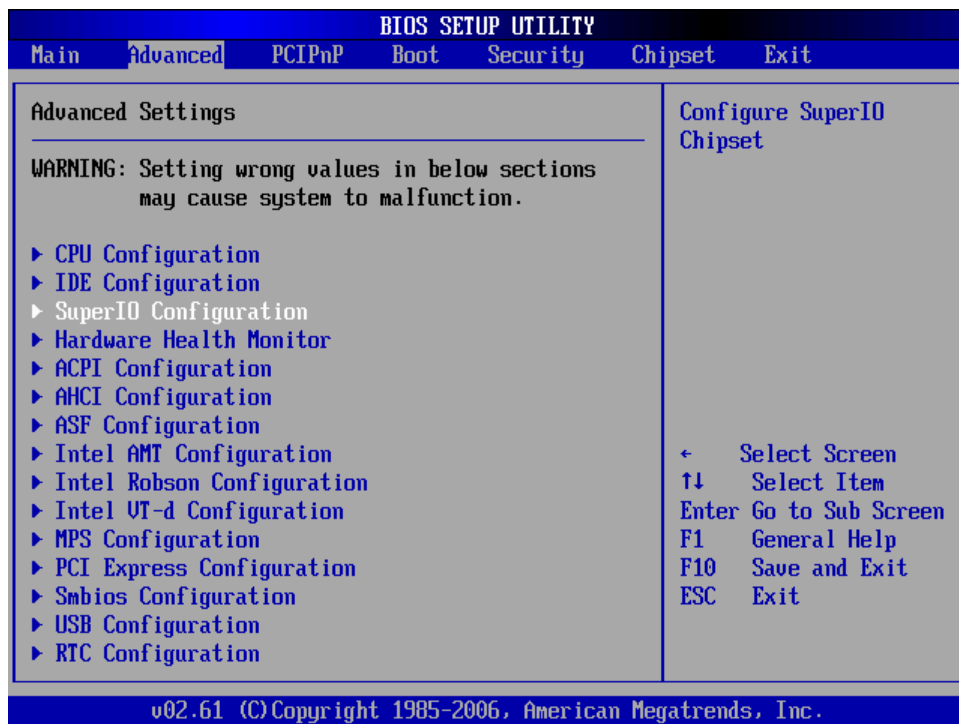 BIOS SETUP UTILITY
Main Advanced PCIPnP Boot Security Chipset Exit
Advanced Settings
WARNING: Setting wrong values in below sections
may cause system to malfunction.
▶ CPU Configuration
▶ IDE Configuration
▶ SuperIO Configuration
▶ Hardware Health Monitor
▶ ACPI Configuration
▶ AHCI Configuration
▶ ASF Configuration
▶ Intel AMT Configuration
▶ Intel Robson Configuration
▶ Intel VT-d Configuration
▶ MPS Configuration
▶ PCI Express Configuration
▶ Smbios Configuration
▶ USB Configuration
▶ RTC Configuration
Configure SuperIO
Chipset
← Select Screen
↑↓ Select Item
Enter Go to Sub Screen
F1 General Help
F10 Save and Exit
ESC Exit
v02.61 (C)Copyright 1985-2006, American Megatrends, Inc.